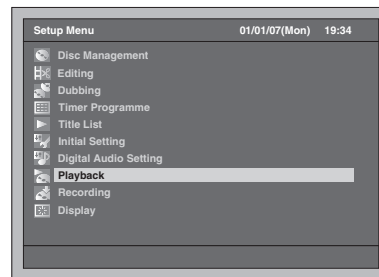 Setup Menu 01/01/07(Mon) 19:34
Disc Management
Editing
Dubbing
Timer Programme
Title List
Initial Setting
Digital Audio Setting
Playback
Recording
Display